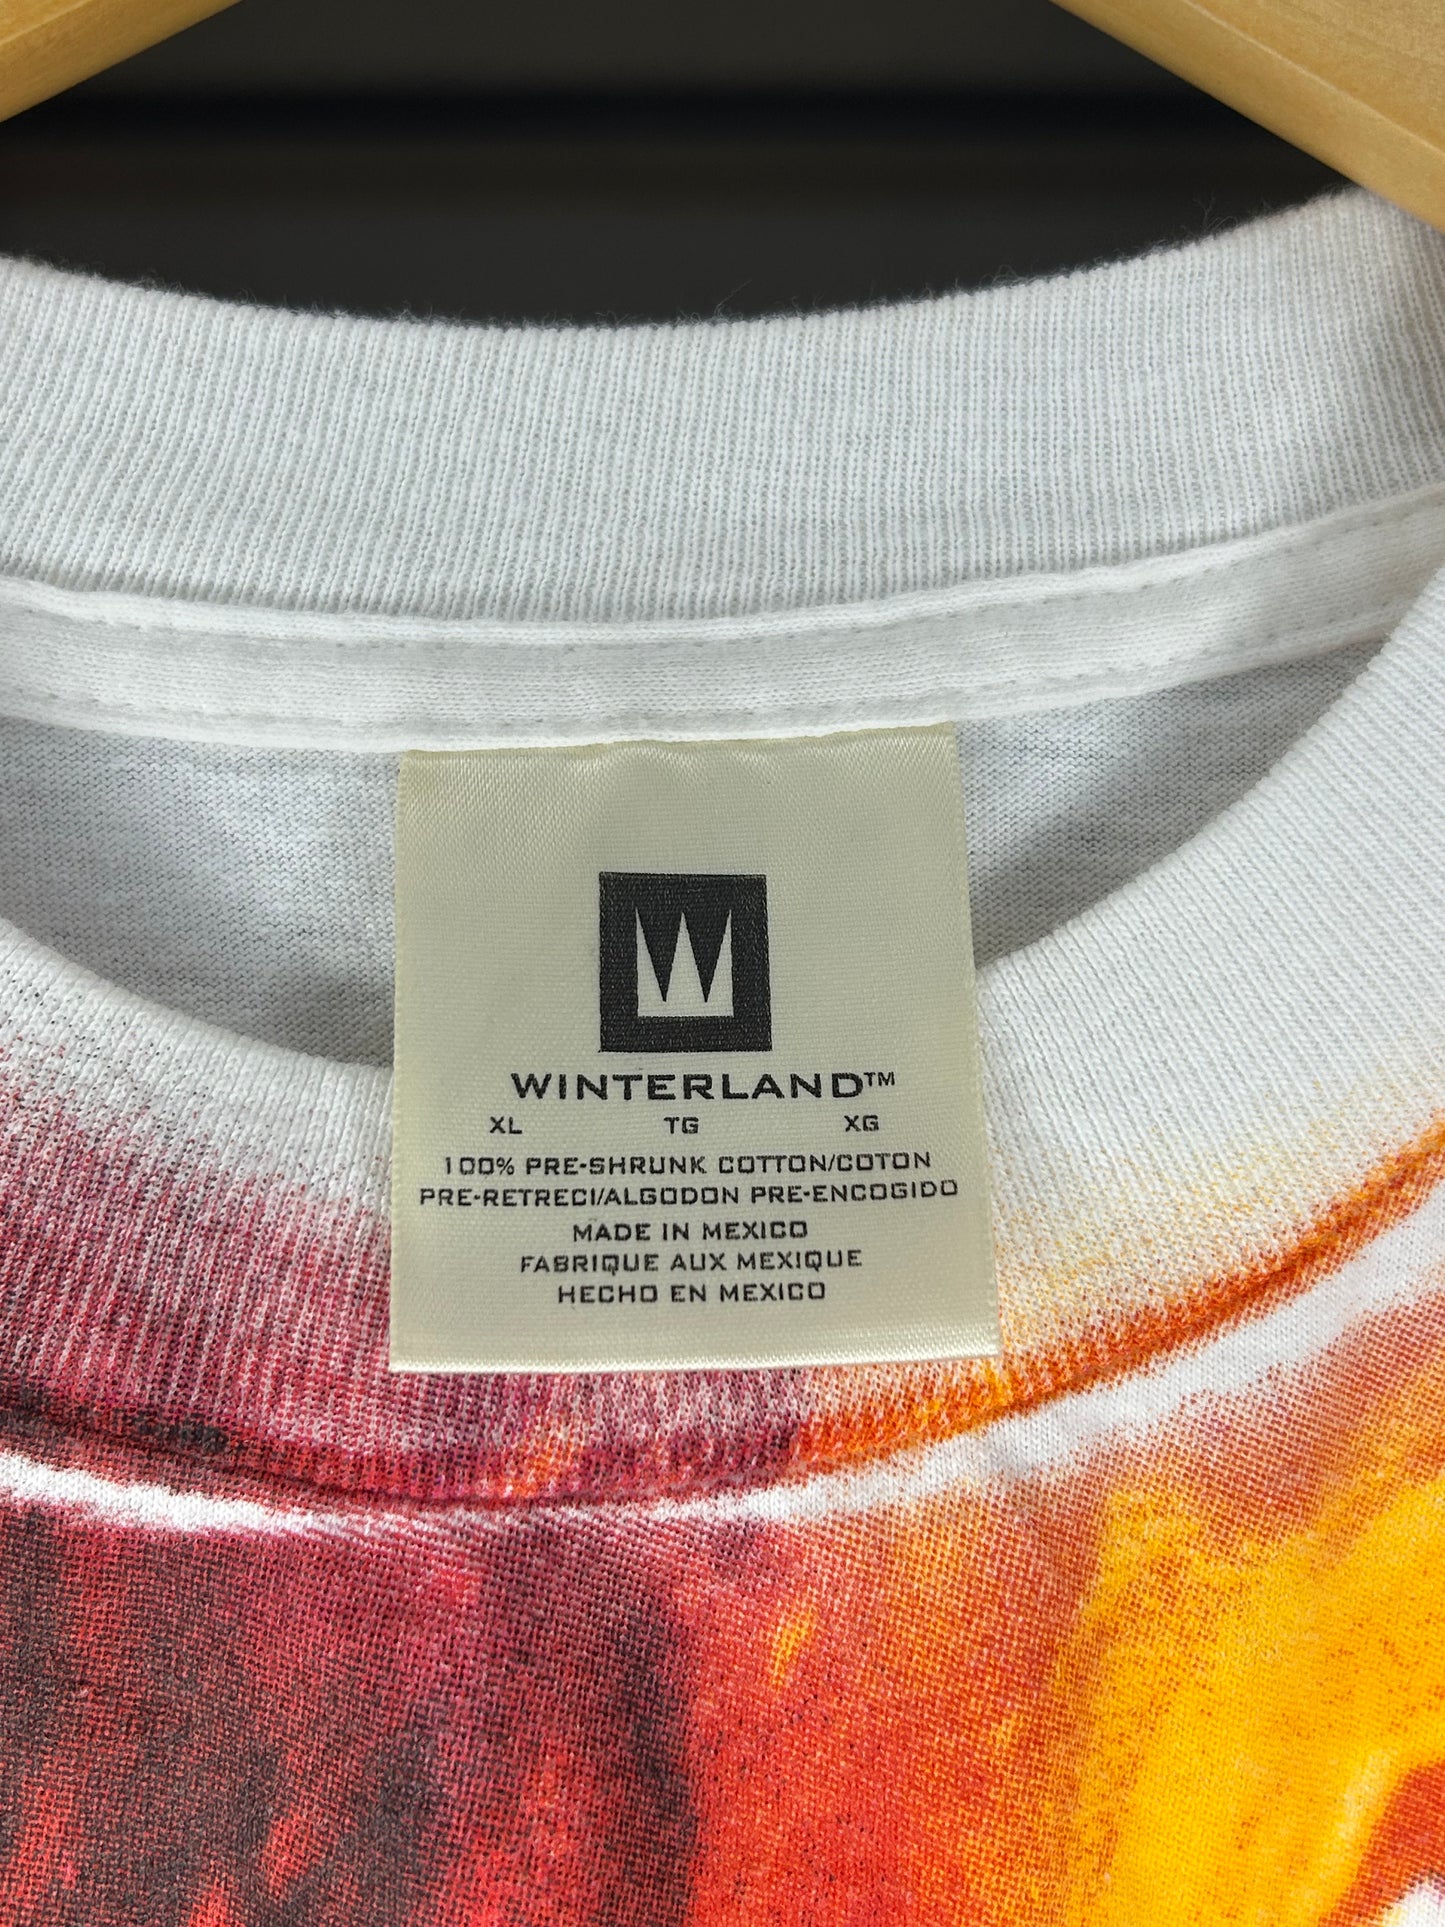 W
WINTERLAND™
XL TG XG
100% PRE-SHRUNK COTTON/COTON
PRE-RETRECI/ALGODON PRE-ENCOGIDO
MADE IN MEXICO
FABRIQUE AUX MEXIQUE
HECHO EN MEXICO